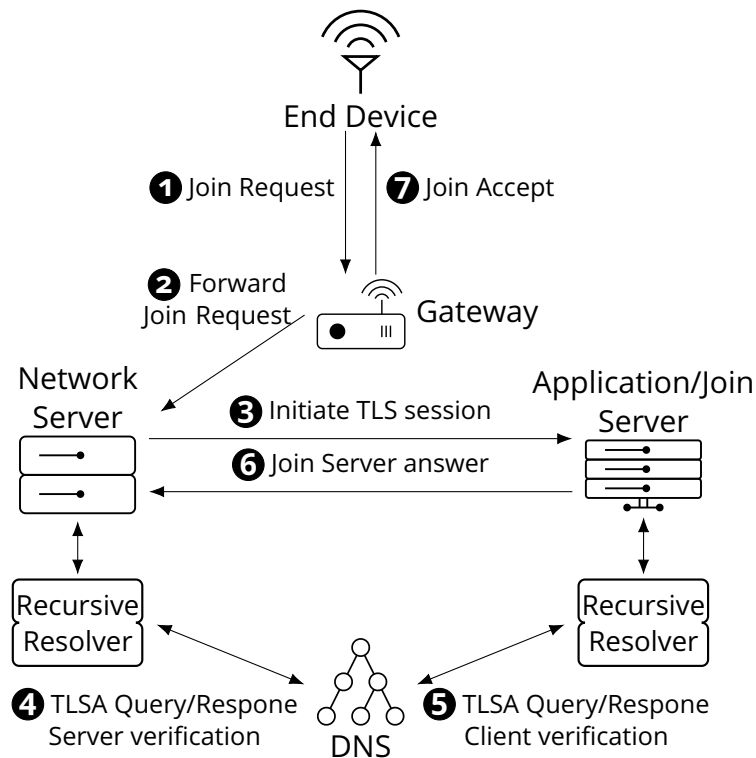 End Device
1 Join Request
7 Join Accept
2 Forward
Join Request
Gateway
Network
Server
Application/Join
Server
3 Initiate TLS session
6 Join Server answer
Recursive
Resolver
Recursive
Resolver
4 TLSA Query/Respone
Server verification
5 TLSA Query/Respone
Client verification
DNS